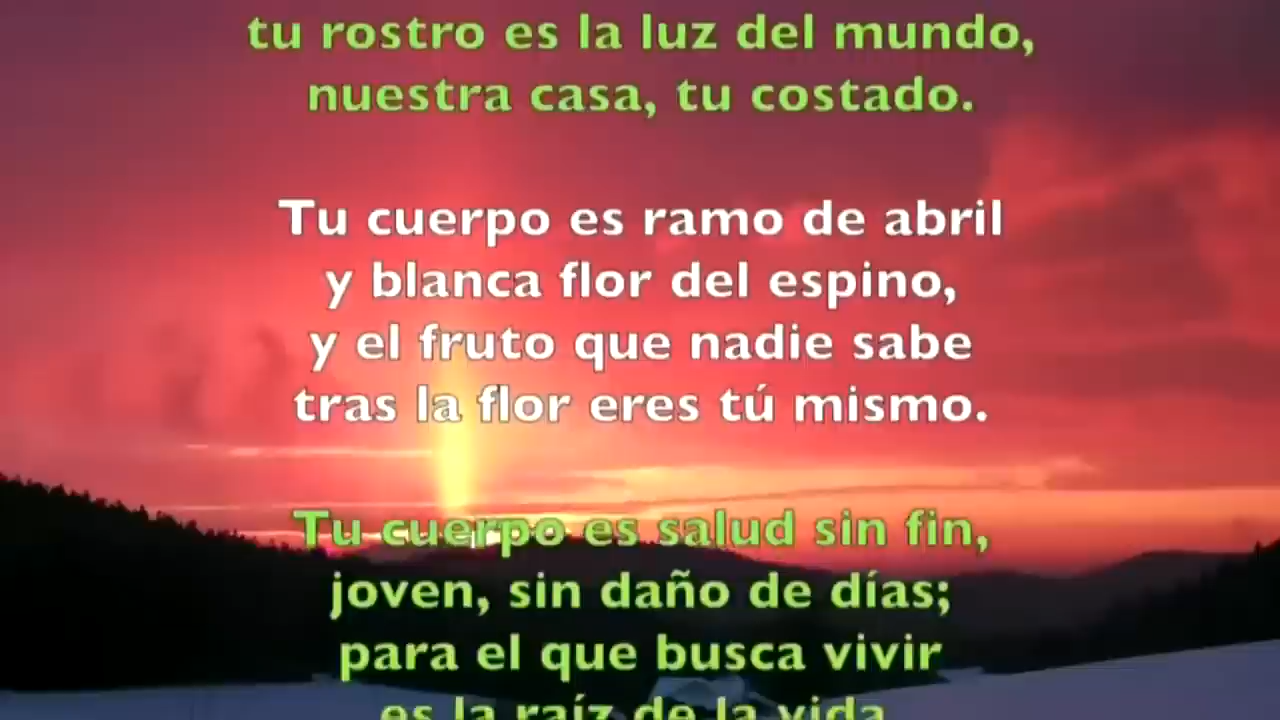 tu rostro es la luz del mundo,
nuestra casa, tu costado.
Tu cuerpo es ramo de abril
y blanca flor del espino,
y el fruto que nadie sabe
tras la flor eres tú mismo.
Tu cuerpo es salud sin fin,
joven, sin daño de días;
para el que busca vivir
es la raíz de la vida